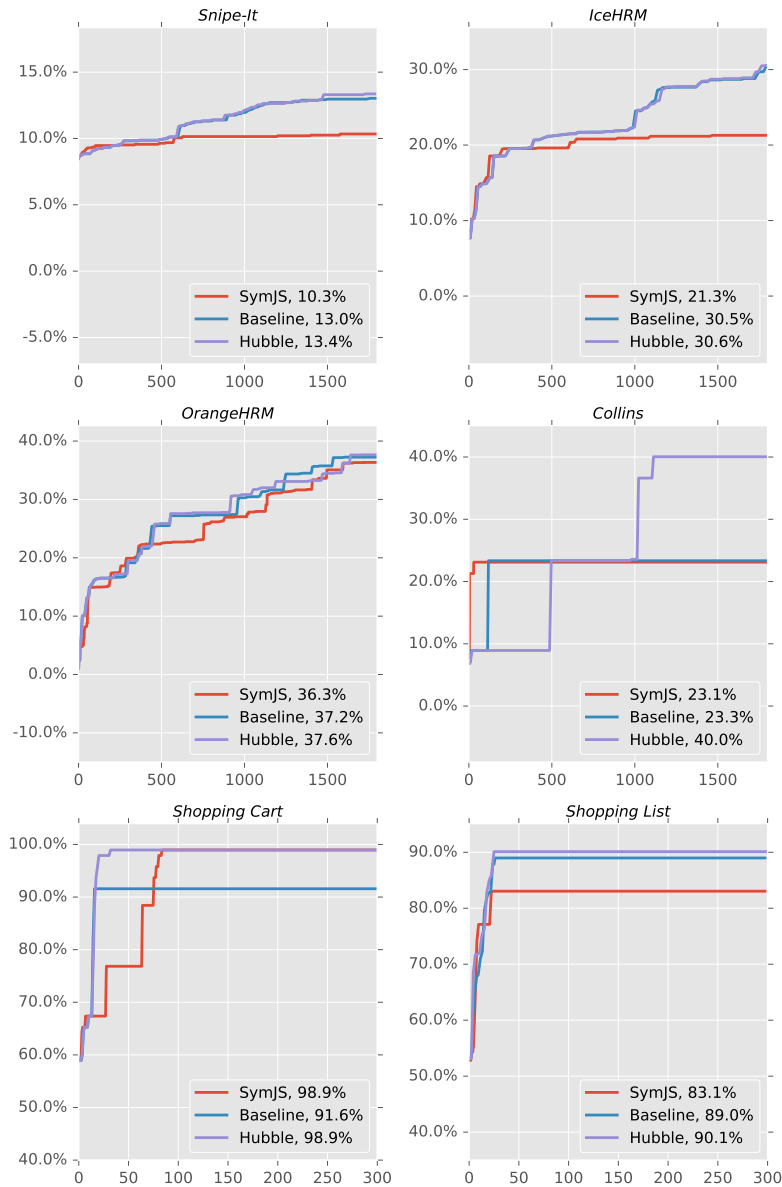 Snipe-It
15.0%
10.0%
5.0%
0.0%
-5.0%
SymJS, 10.3%
Baseline, 13.0%
Hubble, 13.4%
0 500 1000 1500
IceHRM
30.0%
20.0%
10.0%
0.0%
SymJS, 21.3%
Baseline, 30.5%
Hubble, 30.6%
0 500 1000 1500
OrangeHRM
40.0%
30.0%
20.0%
10.0%
0.0%
-10.0%
SymJS, 36.3%
Baseline, 37.2%
Hubble, 37.6%
0 500 1000 1500
Collins
40.0%
30.0%
20.0%
10.0%
0.0%
SymJS, 23.1%
Baseline, 23.3%
Hubble, 40.0%
0 500 1000 1500
Shopping Cart
100.0%
90.0%
80.0%
70.0%
60.0%
50.0%
40.0%
SymJS, 98.9%
Baseline, 91.6%
Hubble, 98.9%
0 50 100 150 200 250 300
Shopping List
90.0%
80.0%
70.0%
60.0%
50.0%
40.0%
SymJS, 83.1%
Baseline, 89.0%
Hubble, 90.1%
0 50 100 150 200 250 300